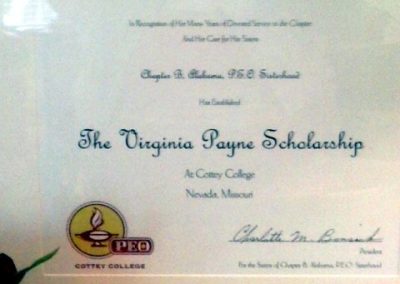 In Recognition of Her Many Years of Devoted Service to the Chapter
And Her Care for Her Sisters
Chapter B, Alabama, P.E.O. Sisterhood
Has Established
The Virginia Payne Scholarship
At Cottey College
Nevada, Missouri
Charlotte M.
President
For the Sisters of Chapter B, Alabama, P.E.O. Sisterhood
PEO
COTTEY COLLEGE